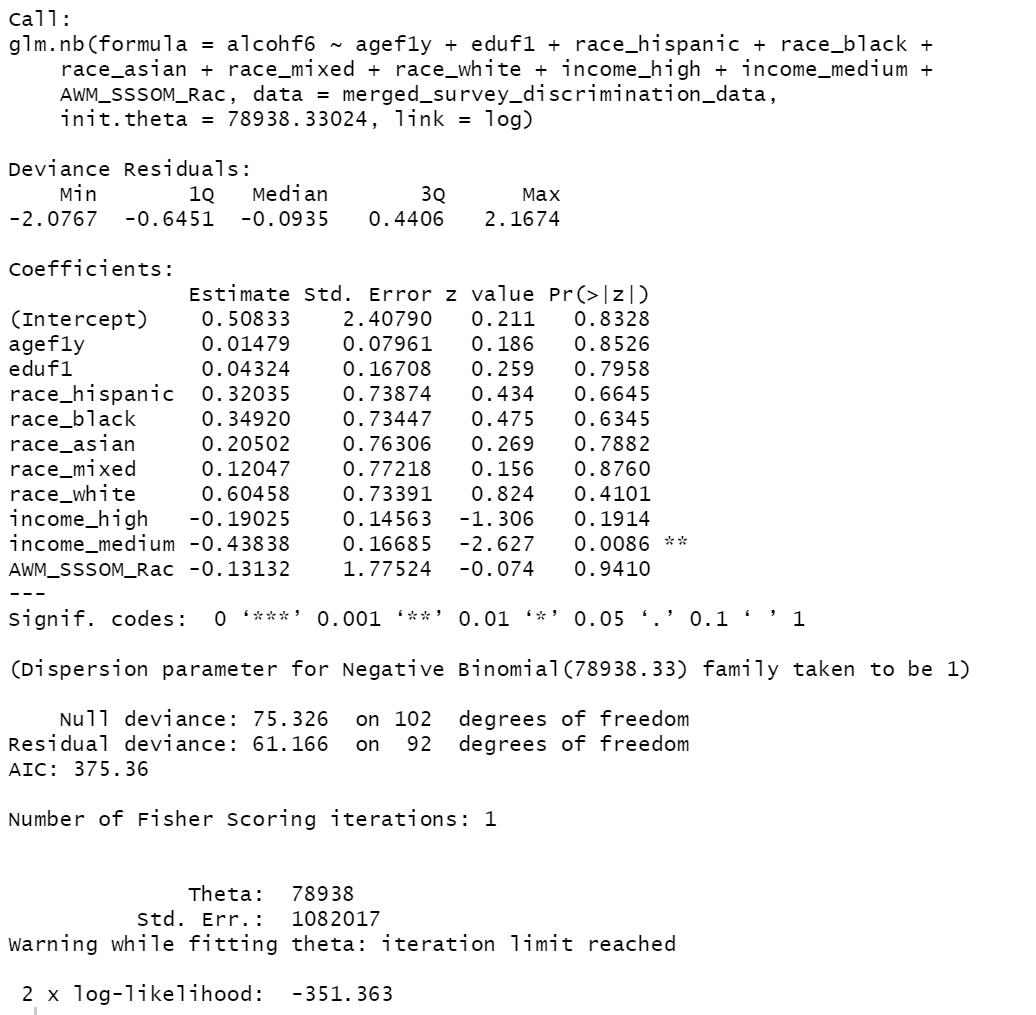 Call:
glm.nb(formula = alcohf6 ~ agef1y + eduf1 + race_hispanic + race_black +
    race_asian + race_mixed + race_white + income_high + income_medium +
    AWM_SSSOM_Rac, data = merged_survey_discrimination_data,
    init.theta = 78938.33024, link = log)

Deviance Residuals:
    Min       1Q   Median       3Q      Max
-2.0767  -0.6451  -0.0935   0.4406   2.1674

Coefficients:
              Estimate Std. Error z value Pr(>|z|)
(Intercept)    0.50833    2.40790   0.211   0.8328
agef1y         0.01479    0.07961   0.186   0.8526
eduf1          0.04324    0.16708   0.259   0.7958
race_hispanic  0.32035    0.73874   0.434   0.6645
race_black     0.34920    0.73447   0.475   0.6345
race_asian     0.20502    0.76306   0.269   0.7882
race_mixed     0.12047    0.77218   0.156   0.8760
race_white     0.60458    0.73391   0.824   0.4101
income_high   -0.19025    0.14563  -1.306   0.1914
income_medium -0.43838    0.16685  -2.627   0.0086 **
AWM_SSSOM_Rac -0.13132    1.77524  -0.074   0.9410
---
Signif. codes:  0 ‘***’ 0.001 ‘**’ 0.01 ‘*’ 0.05 ‘.’ 0.1 ‘ ’ 1

(Dispersion parameter for Negative Binomial(78938.33) family taken to be 1)

    Null deviance: 75.326  on 102  degrees of freedom
Residual deviance: 61.166  on  92  degrees of freedom
AIC: 375.36

Number of Fisher Scoring iterations: 1


              Theta:  78938
          Std. Err.:  1082017
Warning while fitting theta: iteration limit reached

 2 x log-likelihood:  -351.363